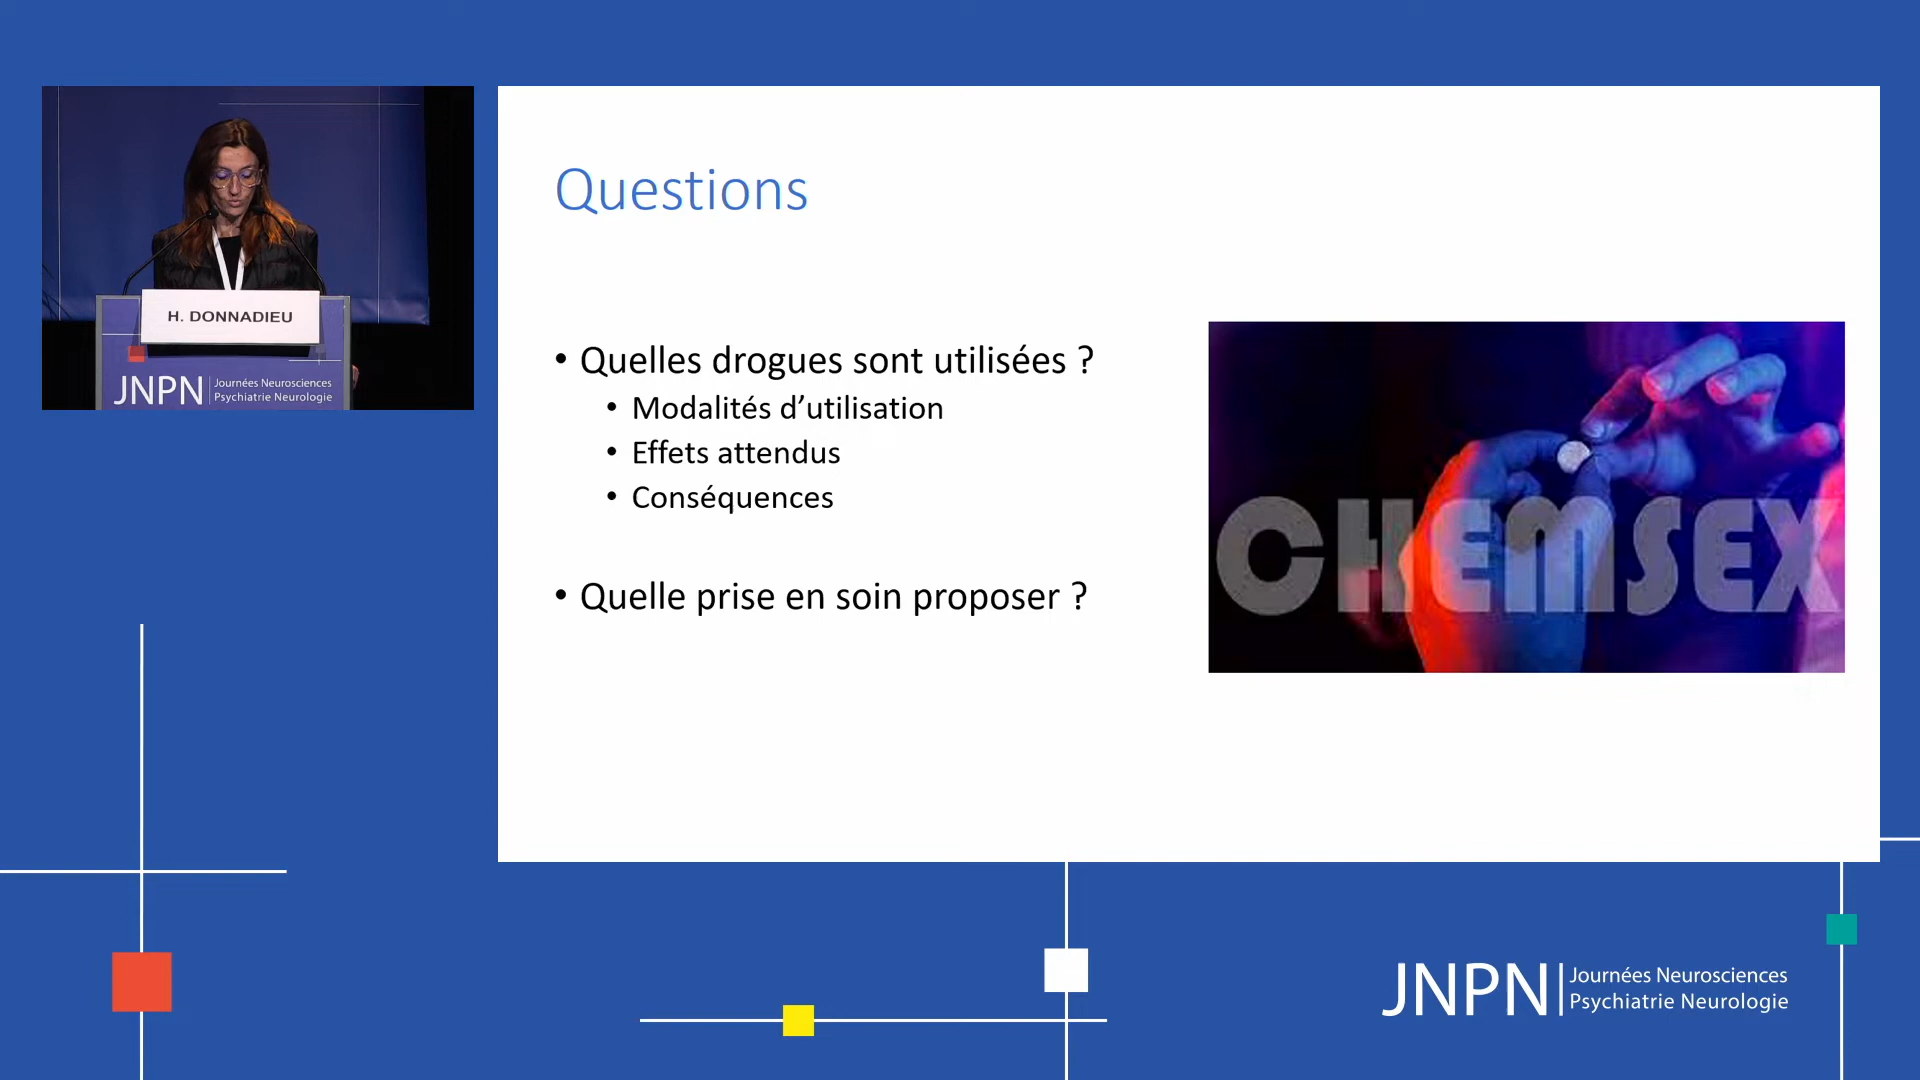 H. DONNADIEU
JNPN
Journées Neurosciences
Psychiatrie Neurologie
Questions
• Quelles drogues sont utilisées ?
• Modalités d’utilisation
• Effets attendus
• Conséquences
• Quelle prise en soin proposer ?
CHEMSEX
JNPN
Journées Neurosciences
Psychiatrie Neurologie